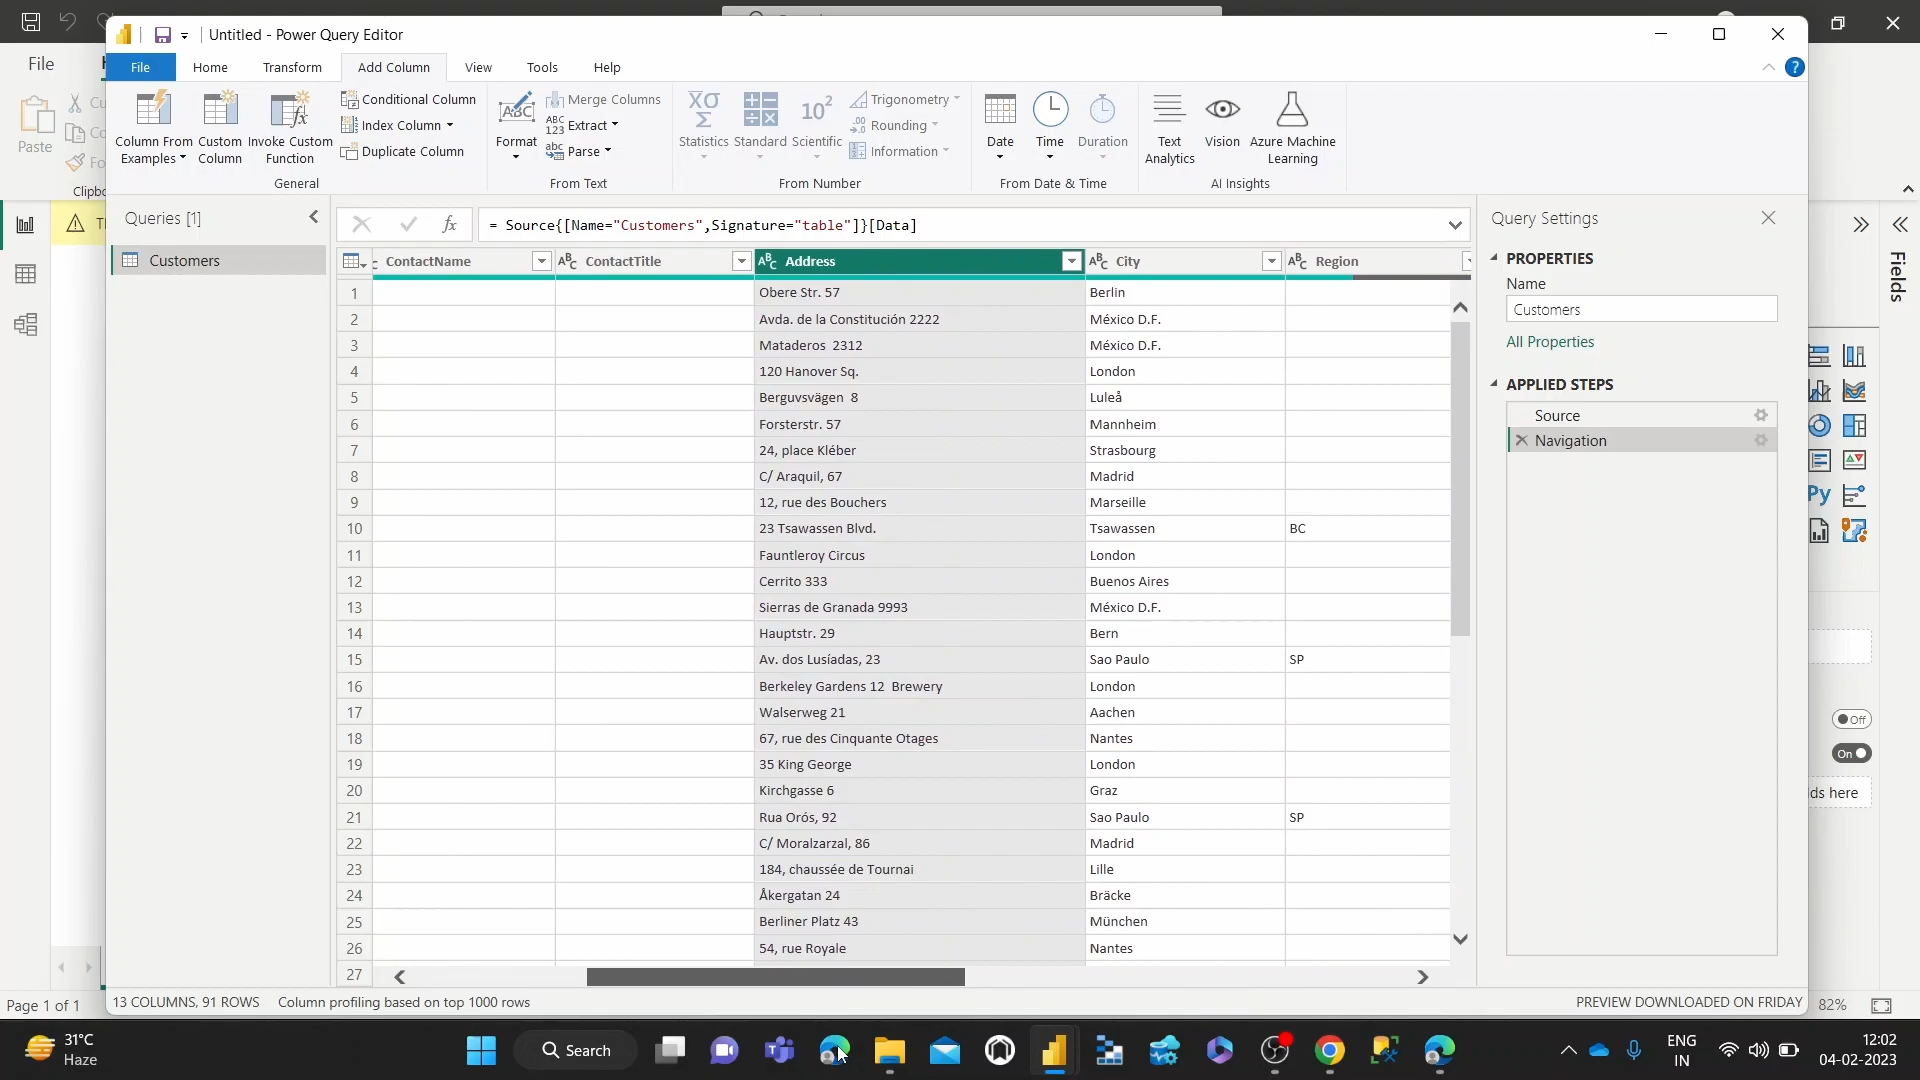 Untitled - Power Query Editor
File
File
Home
Transform
Add Column
View
Tools
Help
Paste
Column From
Examples
Custom
Column
Invoke Custom
Function
Conditional Column
Index Column
Duplicate Column
General
Format
Merge Columns
Extract
Parse
From Text
Statistics
Standard
Scientific
Trigonometry
Rounding
Information
From Number
Date
Time
Duration
From Date & Time
Text
Analytics
Vision
Azure Machine
Learning
AI Insights
Queries [1]
Customers
= Source{[Name="Customers",Signature="table"]}[Data]
ContactName
ContactTitle
Address
City
Region
1 Obere Str. 57 Berlin
2 Avda. de la Constitución 2222 México D.F.
3 Mataderos  2312 México D.F.
4 120 Hanover Sq. London
5 Berguvsvägen  8 Luleå
6 Forsterstr. 57 Mannheim
7 24, place Kléber Strasbourg
8 C/ Araquil, 67 Madrid
9 12, rue des Bouchers Marseille
10 23 Tsawassen Blvd. Tsawassen BC
11 Fauntleroy Circus London
12 Cerrito 333 Buenos Aires
13 Sierras de Granada 9993 México D.F.
14 Hauptstr. 29 Bern
15 Av. dos Lusíadas, 23 Sao Paulo SP
16 Berkeley Gardens 12  Brewery London
17 Walserweg 21 Aachen
18 67, rue des Cinquante Otages Nantes
19 35 King George London
20 Kirchgasse 6 Graz
21 Rua Orós, 92 Sao Paulo SP
22 C/ Moralzarzal, 86 Madrid
23 184, chaussée de Tournai Lille
24 Åkergatan 24 Bräcke
25 Berliner Platz 43 München
26 54, rue Royale Nantes
27
Query Settings
PROPERTIES
Name
Customers
All Properties
APPLIED STEPS
Source
Navigation
Fields
Py
Off
On
ds here
13 COLUMNS, 91 ROWS
Column profiling based on top 1000 rows
PREVIEW DOWNLOADED ON FRIDAY
Page 1 of 1
82%
31°C
Haze
Search
ENG
IN
12:02
04-02-2023